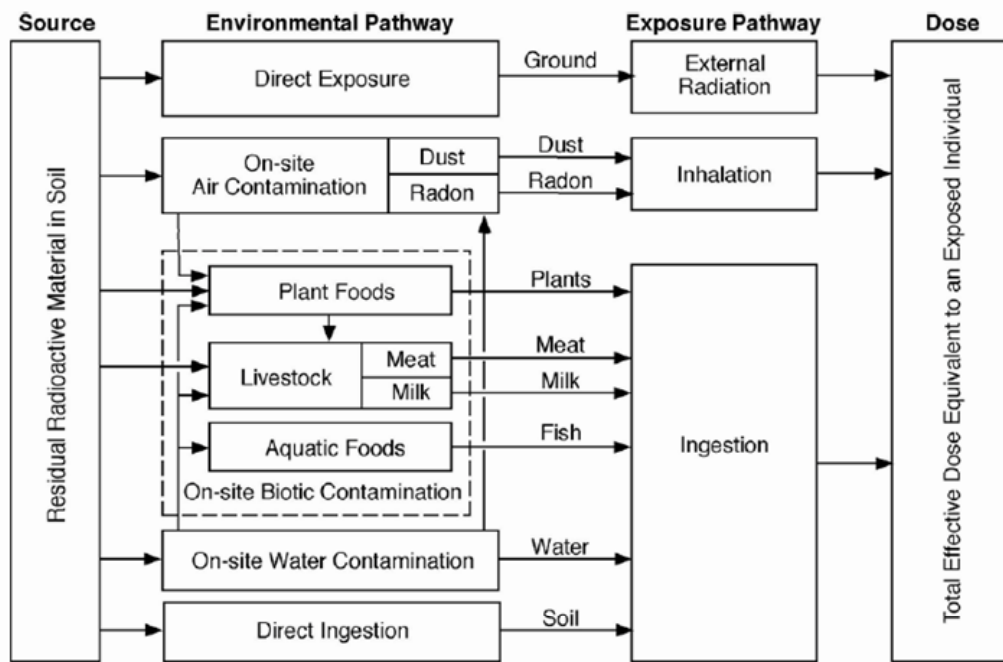 Source
Environmental Pathway
Exposure Pathway
Dose
Residual Radioactive Material in Soil
Direct Exposure
Ground
External
Radiation
On-site
Air Contamination
Dust
Radon
Dust
Radon
Inhalation
Plant Foods
Plants
Livestock
Meat
Milk
Meat
Milk
Aquatic Foods
Fish
On-site Biotic Contamination
Ingestion
On-site Water Contamination
Water
Direct Ingestion
Soil
Total Effective Dose Equivalent to an Exposed Individual